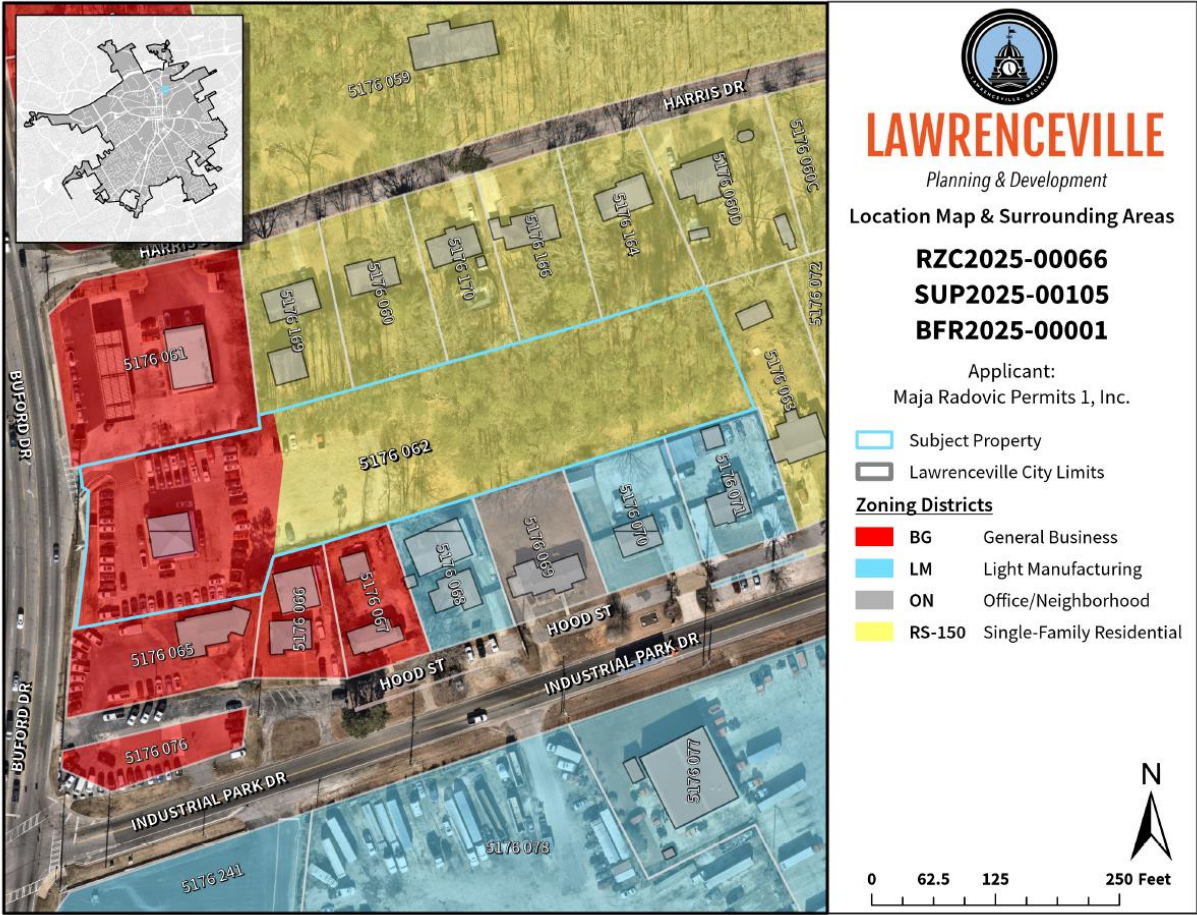 5176 059
HARRIS DR
5176 060C
5176 060D
5176 164
5176 166
5176 170
5176 060
5176 169
5176 072
5176 061
BUFORD DR
5176 063
5176 062
5176 071
5176 070
5176 069
5176 068
5176 067
5176 066
5176 065
HOOD ST
HOOD ST
INDUSTRIAL PARK DR
BUFORD DR
5176 076
INDUSTRIAL PARK DR
5176 077
5176 078
5176 241
LAWRENCEVILLE, GEORGIA
LAWRENCEVILLE
Planning & Development
Location Map & Surrounding Areas
RZC2025-00066
SUP2025-00105
BFR2025-00001
Applicant:
Maja Radovic Permits 1, Inc.
Subject Property
Lawrenceville City Limits
Zoning Districts
BG General Business
LM Light Manufacturing
ON Office/Neighborhood
RS-150 Single-Family Residential
N
0 62.5 125 250 Feet